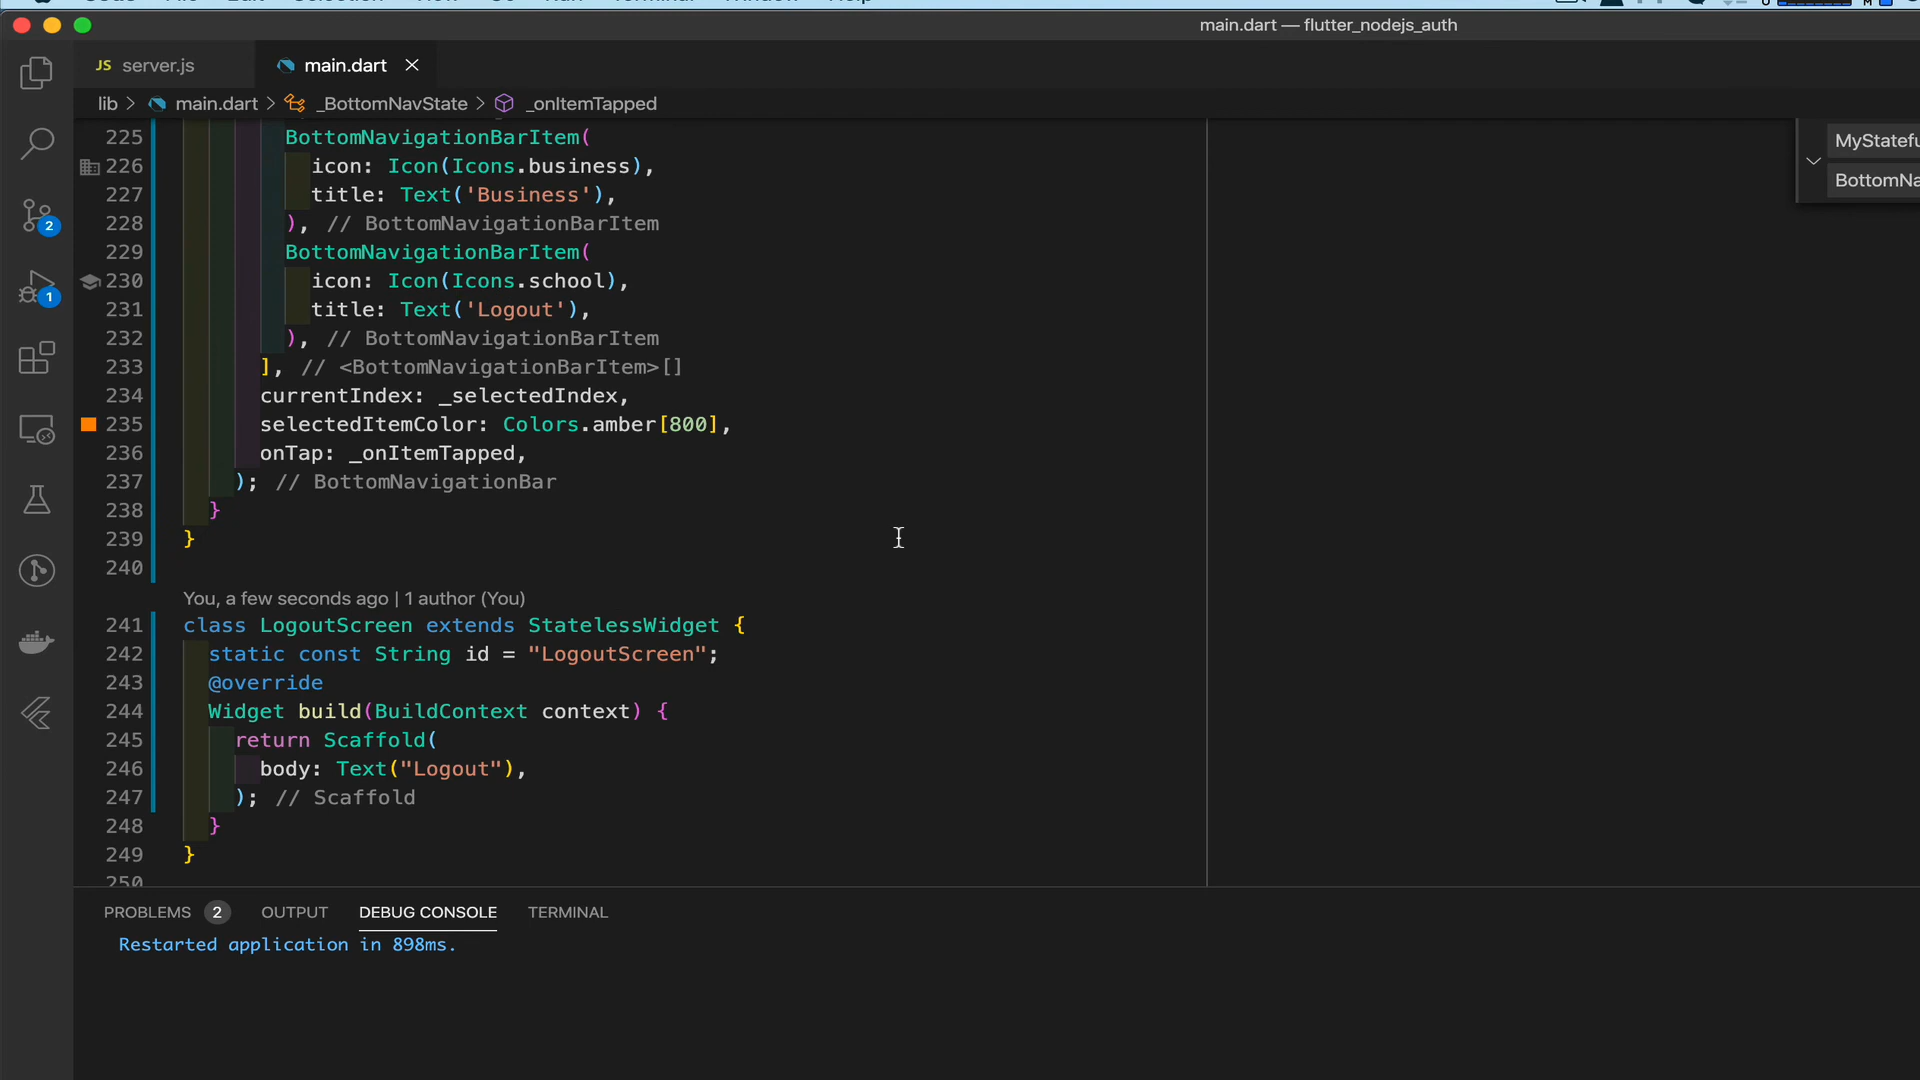 main.dart — flutter_nodejs_auth
JS server.js
main.dart
lib > main.dart > _BottomNavState > _onItemTapped
225 BottomNavigationBarItem(
226 icon: Icon(Icons.business),
227 title: Text('Business'),
228 ), // BottomNavigationBarItem
229 BottomNavigationBarItem(
230 icon: Icon(Icons.school),
231 title: Text('Logout'),
232 ), // BottomNavigationBarItem
233 ], // <BottomNavigationBarItem>[]
234 currentIndex: _selectedIndex,
235 selectedItemColor: Colors.amber[800],
236 onTap: _onItemTapped,
237 ); // BottomNavigationBar
238 }
239 }
240
You, a few seconds ago | 1 author (You)
241 class LogoutScreen extends StatelessWidget {
242 static const String id = "LogoutScreen";
243 @override
244 Widget build(BuildContext context) {
245 return Scaffold(
246 body: Text("Logout"),
247 ); // Scaffold
248 }
249 }
250
MyStatefu
BottomNa
2
1
PROBLEMS 2 OUTPUT DEBUG CONSOLE TERMINAL
Restarted application in 898ms.